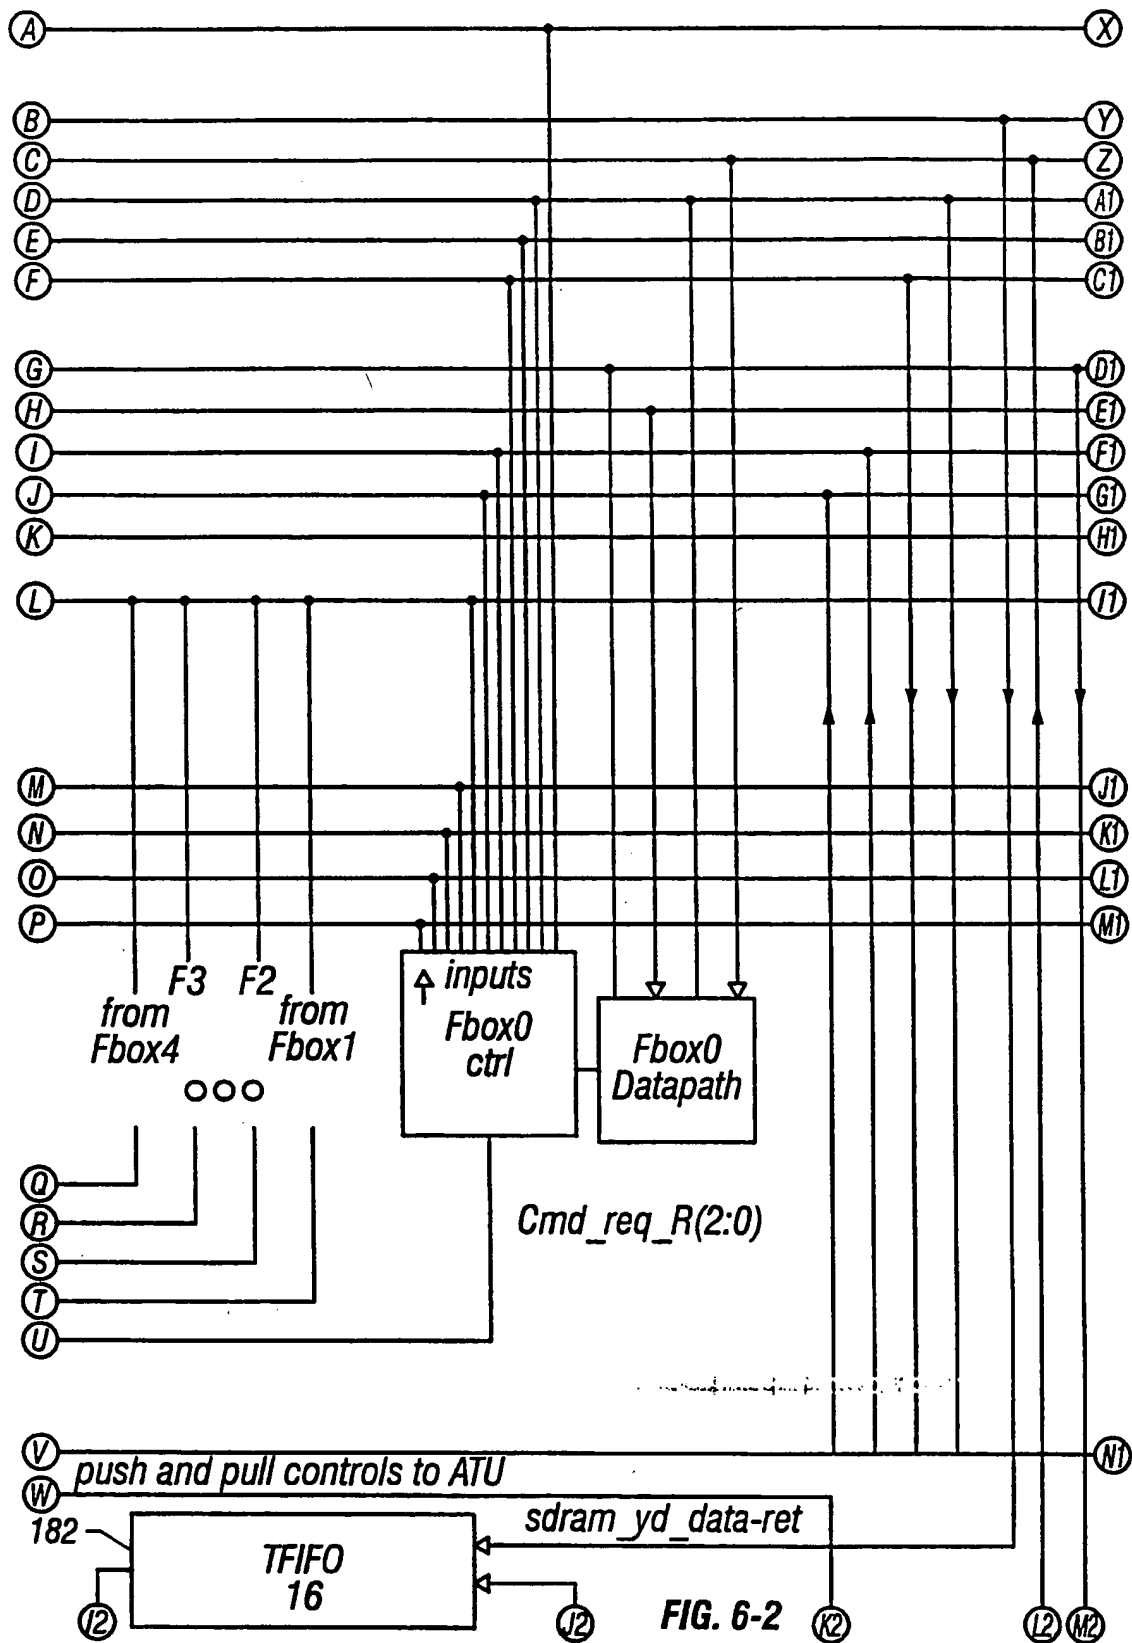 A X
B Y
C Z
D A1
E B1
F C1
G D1
H E1
I F1
J G1
K H1
L I1
M J1
N K1
O L1
P M1
F3 F2
from
Fbox4
from
Fbox1
inputs
Fbox0
ctrl
Fbox0
Datapath
Q
R
S
T
U
Cmd_req_R(2:0)
V N1
push and pull controls to ATU
W
182
sdram_yd_data-ret
TFIFO
16
I2 J2 FIG. 6-2 K2 L2 M2